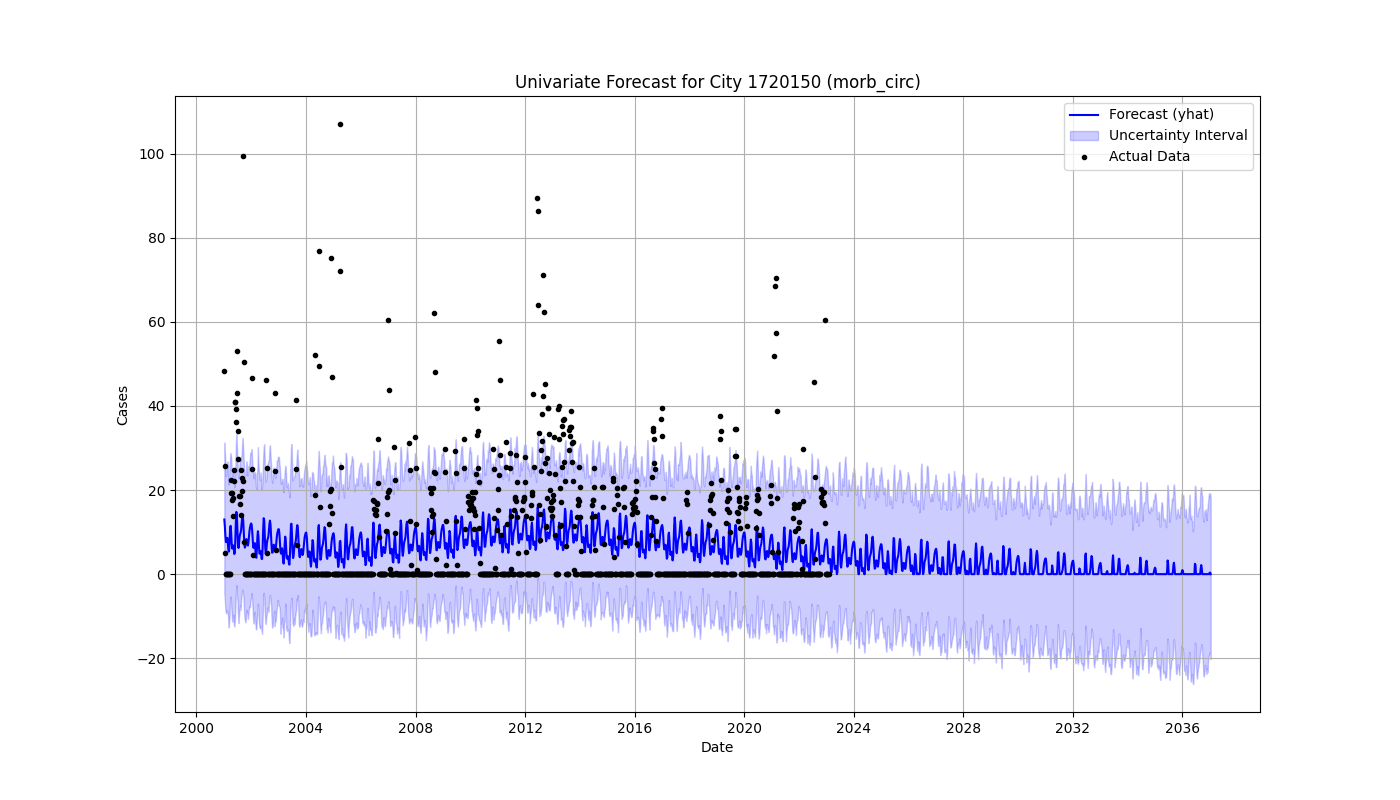 Univariate Forecast for City 1720150 (morb_circ)
Forecast (yhat)
Uncertainty Interval
Actual Data
Cases
100
80
60
40
20
0
−20
2000 2004 2008 2012 2016 2020 2024 2028 2032 2036
Date